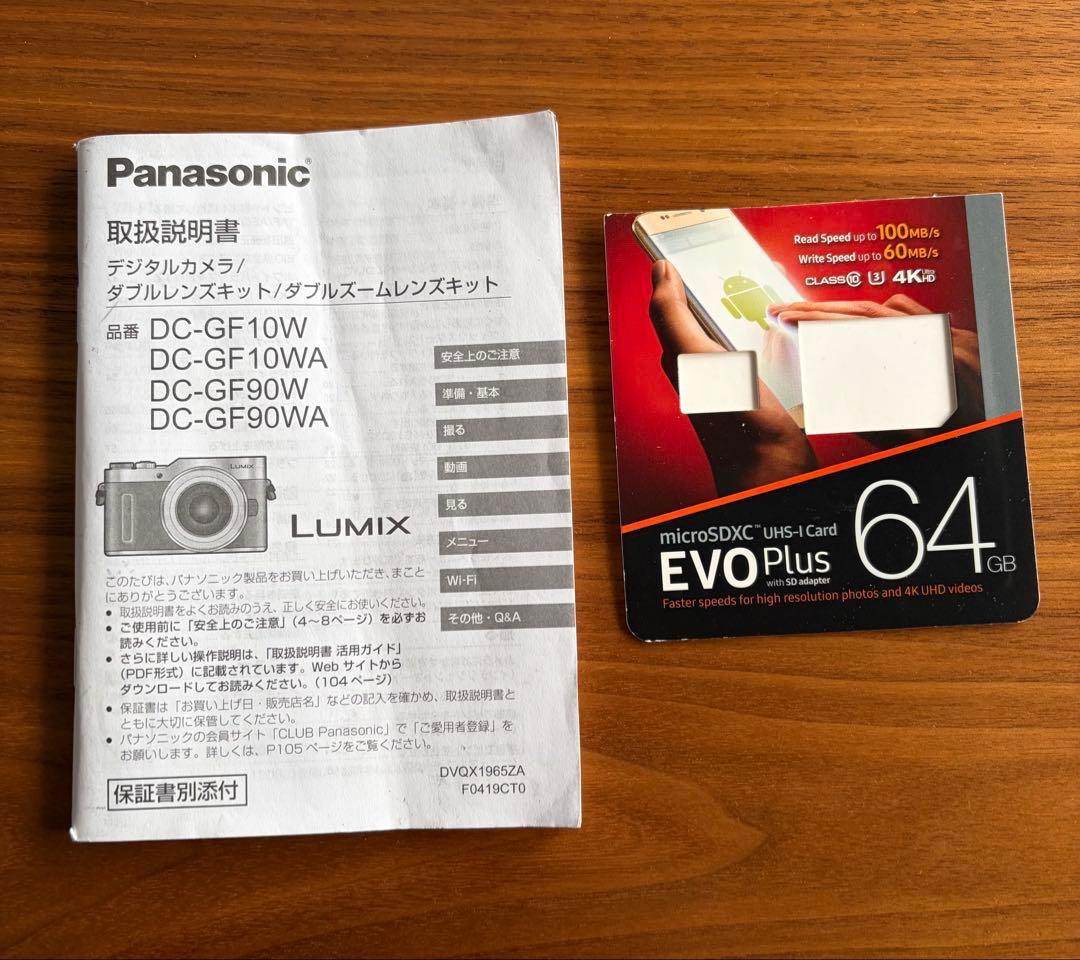 Panasonic®
取扱説明書
デジタルカメラ/
ダブルレンズキット/ダブルズームレンズキット
品番 DC-GF10W
DC-GF10WA
DC-GF90W
DC-GF90WA
安全上のご注意
準備・基本
撮る
動画
見る
メニュー
Wi-Fi
その他・Q&A
LUMIX
LUMIX
このたびは、パナソニック製品をお買い上げいただき、まこと
にありがとうございます。
● 取扱説明書をよくお読みのうえ、正しく安全にお使いください。
● ご使用前に「安全上のご注意」(4~8ページ)を必ずお
読みください。
● さらに詳しい操作説明は、「取扱説明書 活用ガイド」
(PDF形式)に記載されています。Web サイトから
ダウンロードしてお読みください。(104ページ)
● 保証書は「お買い上げ日・販売店名」などの記入を確かめ、取扱説明書と
ともに大切に保管してください。
● パナソニックの会員サイト「CLUB Panasonic」で「ご愛用者登録」を
お願いします。詳しくは、P105ページをご覧ください。
保証書別添付
DVQX1965ZA
F0419CT0
Read Speed up to 100MB/s
Write Speed up to 60MB/s
CLASS⑩ U3 4K Ultra HD
microSDXC™ UHS-I Card
EVO Plus
with SD adapter
64GB
Faster speeds for high resolution photos and 4K UHD videos